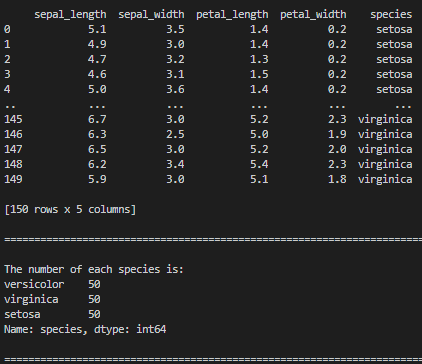 sepal_length sepal_width petal_length petal_width species
0 5.1 3.5 1.4 0.2 setosa
1 4.9 3.0 1.4 0.2 setosa
2 4.7 3.2 1.3 0.2 setosa
3 4.6 3.1 1.5 0.2 setosa
4 5.0 3.6 1.4 0.2 setosa
.. ... ... ... ... ...
145 6.7 3.0 5.2 2.3 virginica
146 6.3 2.5 5.0 1.9 virginica
147 6.5 3.0 5.2 2.0 virginica
148 6.2 3.4 5.4 2.3 virginica
149 5.9 3.0 5.1 1.8 virginica
[150 rows x 5 columns]
======================================================================
The number of each species is:
versicolor 50
virginica 50
setosa 50
Name: species, dtype: int64
======================================================================